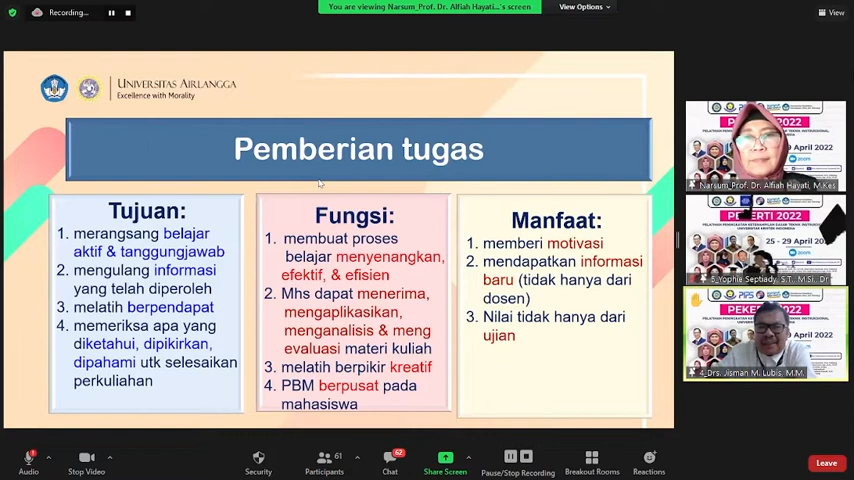 Recording...
You are viewing Narsum_Prof. Dr. Alfiah Hayati...'s screen
View Options
View
UNIVERSITAS AIRLANGGA
Excellence with Morality
Pemberian tugas
Tujuan:
1. merangsang belajar
aktif & tanggungjawab
2. mengulang informasi
yang telah diperoleh
3. melatih berpendapat
4. memeriksa apa yang
diketahui, dipikirkan,
dipahami utk selesaikan
perkuliahan
Fungsi:
1. membuat proses
belajar menyenangkan,
efektif, & efisien
2. Mhs dapat menerima,
mengaplikasikan,
menganalisis & meng
evaluasi materi kuliah
3. melatih berpikir kreatif
4. PBM berpusat pada
mahasiswa
Manfaat:
1. memberi motivasi
2. mendapatkan informasi
baru (tidak hanya dari
dosen)
3. Nilai tidak hanya dari
ujian
2022
April 2022
zoom
Narsum_Prof. Dr. Alfiah Hayati, M.Kes
PEKERTI 2022
25 - 29 April 2022
5_Yophie Septiady, S.T., M.Si., Dr
2022
April 2022
zoom
4_Drs. Jisman M. Lubis, M.M.
Audio
Stop Video
Security
61
Participants
62
Chat
Share Screen
Pause/Stop Recording
Breakout Rooms
Reactions
Leave